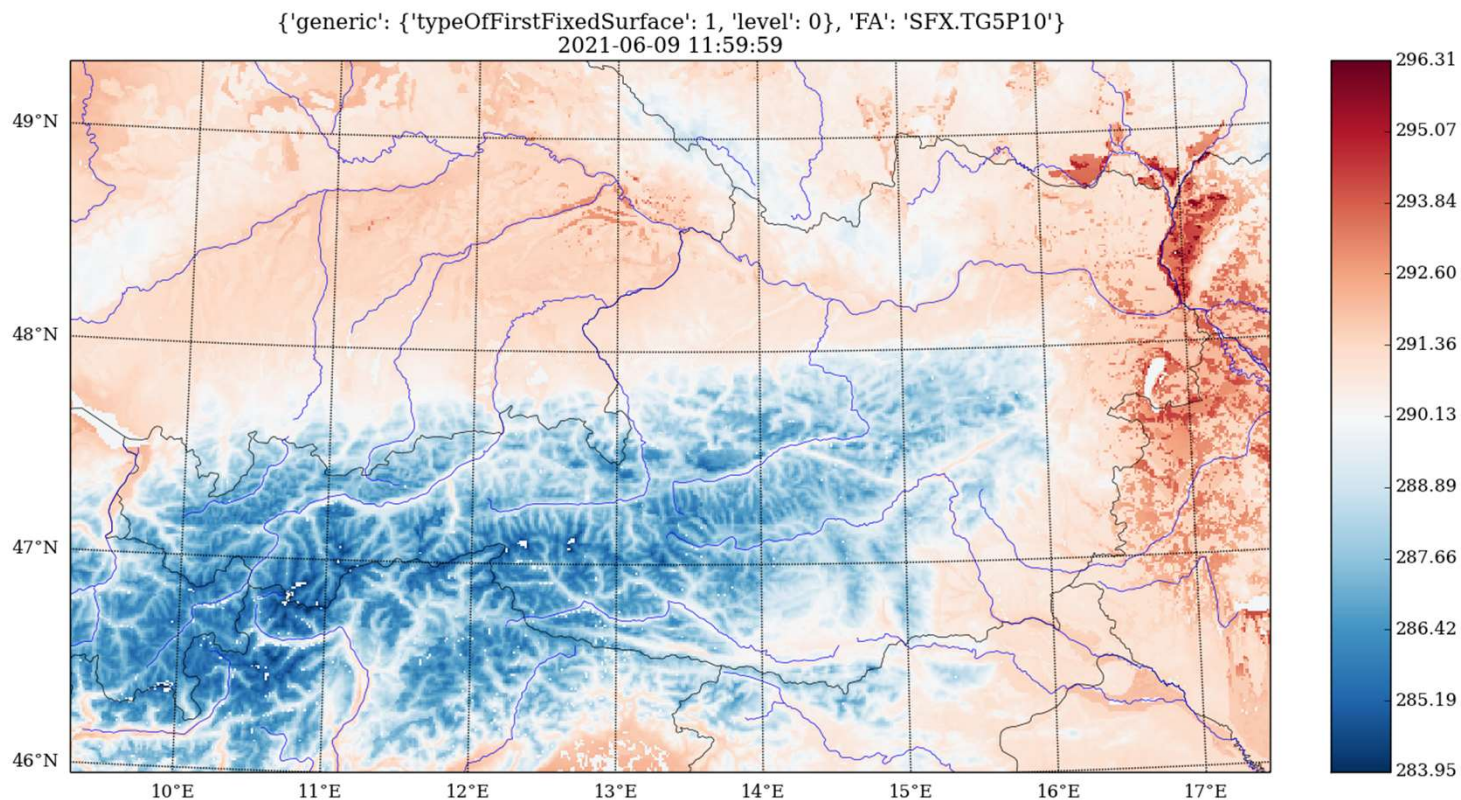 {'generic': {'typeOfFirstFixedSurface': 1, 'level': 0}, 'FA': 'SFX.TG5P10'}
2021-06-09 11:59:59
49°N
48°N
47°N
46°N
10°E
11°E
12°E
13°E
14°E
15°E
16°E
17°E
296.31
295.07
293.84
292.60
291.36
290.13
288.89
287.66
286.42
285.19
283.95